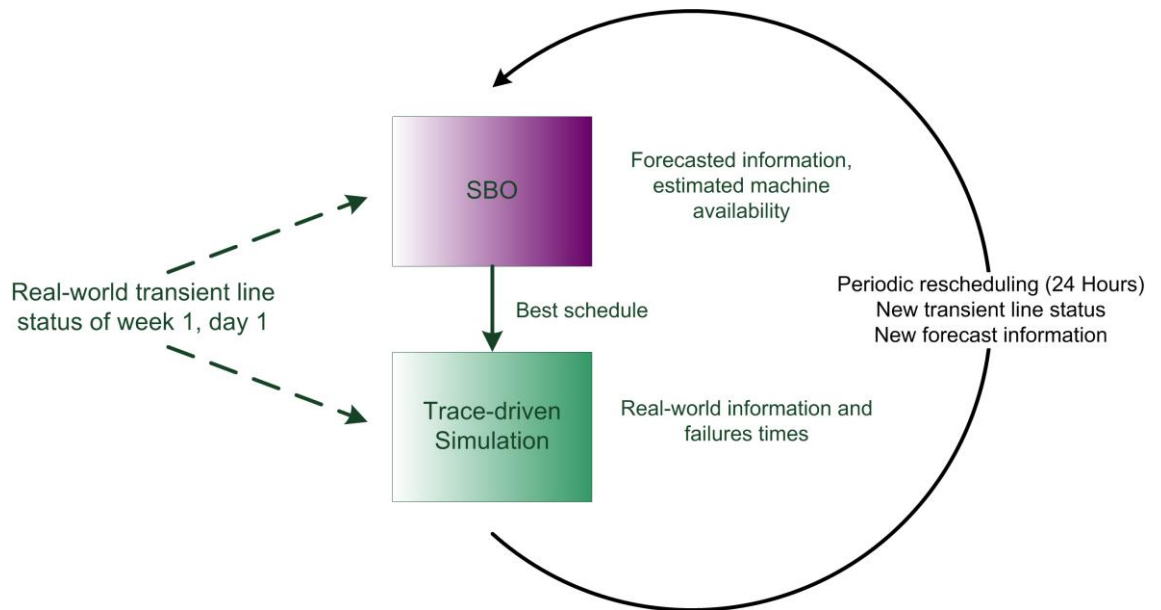 SBO
Forecasted information,
estimated machine
availability
Real-world transient line
status of week 1, day 1
Best schedule
Periodic rescheduling (24 Hours)
New transient line status
New forecast information
Trace-driven
Simulation
Real-world information and
failures times